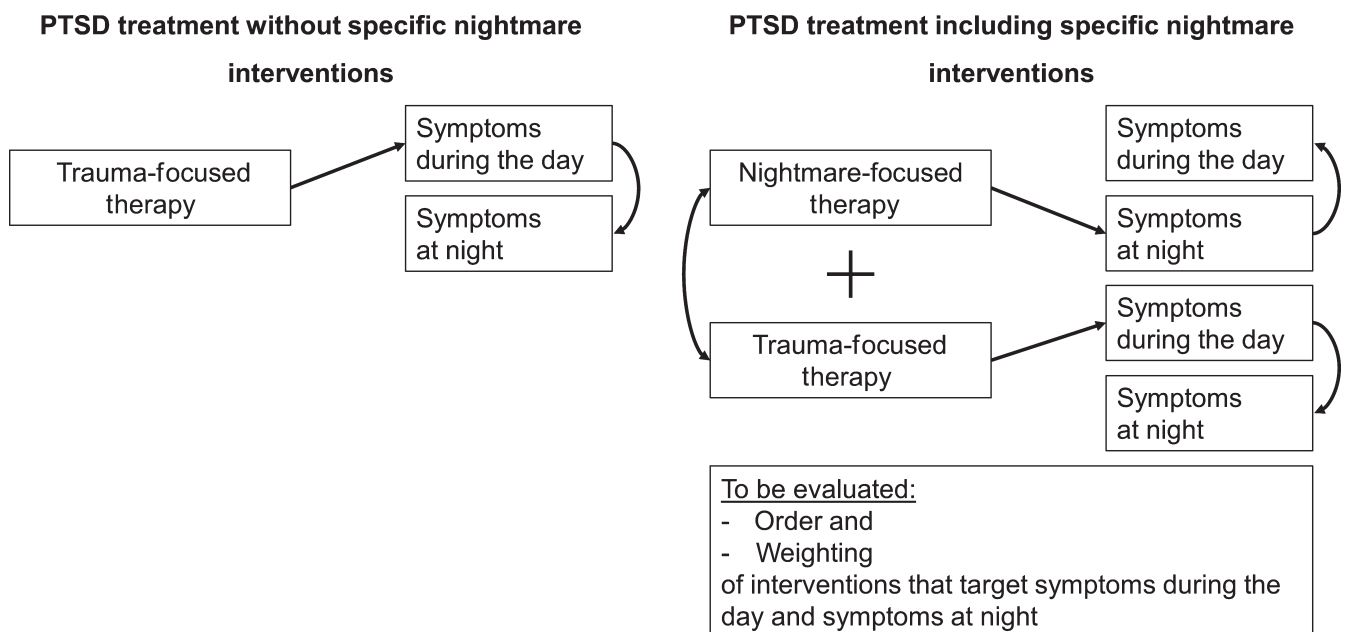 PTSD treatment without specific nightmare
interventions
Trauma-focused
therapy
Symptoms
during the day
Symptoms
at night
PTSD treatment including specific nightmare
interventions
Nightmare-focused
therapy
Symptoms
during the day
Symptoms
at night
+
Trauma-focused
therapy
Symptoms
during the day
Symptoms
at night
To be evaluated:
- Order and
- Weighting
of interventions that target symptoms during the
day and symptoms at night